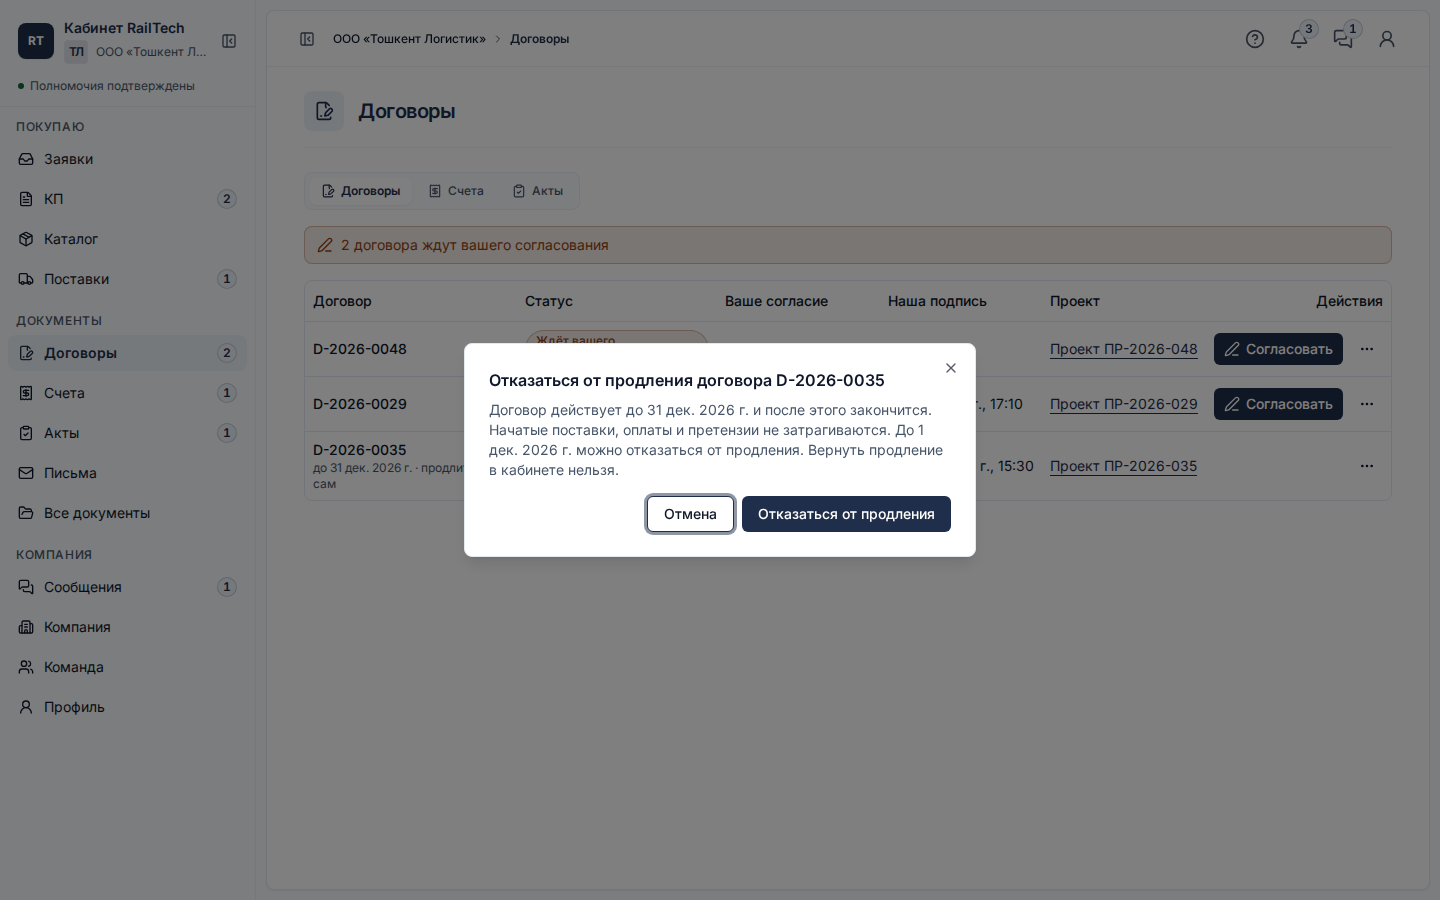 RT
Кабинет RailTech
ТЛ
ООО «Тошкент Л...
Полномочия подтверждены
ПОКУПАЮ
Заявки
КП 2
Каталог
Поставки 1
ДОКУМЕНТЫ
Договоры 2
Счета 1
Акты 1
Письма
Все документы
КОМПАНИЯ
Сообщения 1
Компания
Команда
Профиль
ООО «Тошкент Логистик» > Договоры
3
1
Договоры
Договоры Счета Акты
2 договора ждут вашего согласования
Договор Статус Ваше согласие Наша подпись Проект Действия
D-2026-0048 Ждёт вашего Проект ПР-2026-048 Согласовать
D-2026-0029 г., 17:10 Проект ПР-2026-029 Согласовать
D-2026-0035
до 31 дек. 2026 г. ·
сам
г., 15:30 Проект ПР-2026-035
Отказаться от продления договора D-2026-0035
Договор действует до 31 дек. 2026 г. и после этого закончится.
Начатые поставки, оплаты и претензии не затрагиваются. До 1
дек. 2026 г. можно отказаться от продления. Вернуть продление
в кабинете нельзя.
Отмена Отказаться от продления